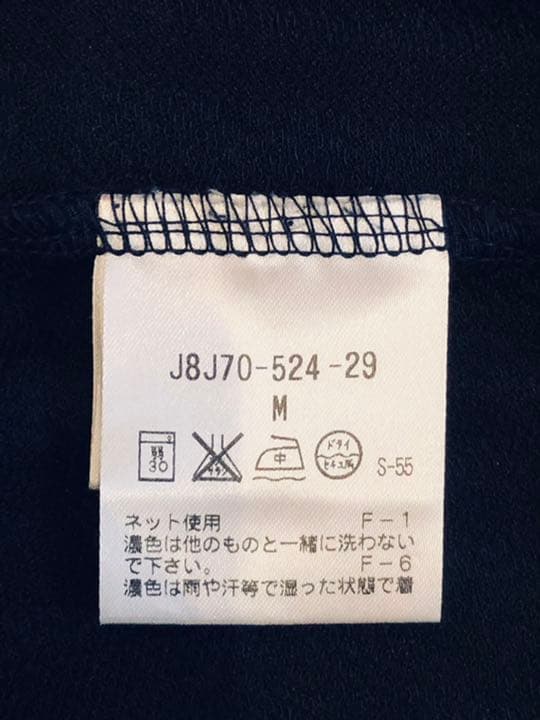 J8J70-524-29
M
弱
30
中
ドライ
セキユ系
S-55
ネット使用 F-1
濃色は他のものと一緒に洗わない
で下さい。 F-6
濃色は雨や汗等で湿った状態で着